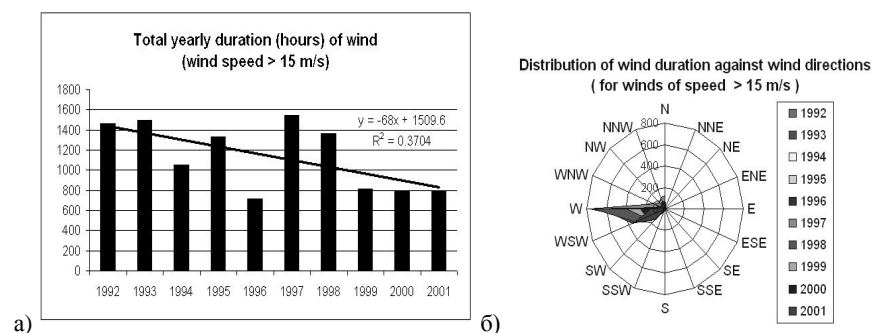 Total yearly duration (hours) of wind
(wind speed > 15 m/s)
1800
1600
1400
1200
1000
800
600
400
200
0
y = -68x + 1509.6
R² = 0.3704
1992 1993 1994 1995 1996 1997 1998 1999 2000 2001
а)
Distribution of wind duration against wind directions
( for winds of speed > 15 m/s )
N
NNE
NE
ENE
E
ESE
SE
SSE
S
SSW
SW
WSW
W
WNW
NW
NNW
800
600
400
200
0
1992
1993
1994
1995
1996
1997
1998
1999
2000
2001
б)